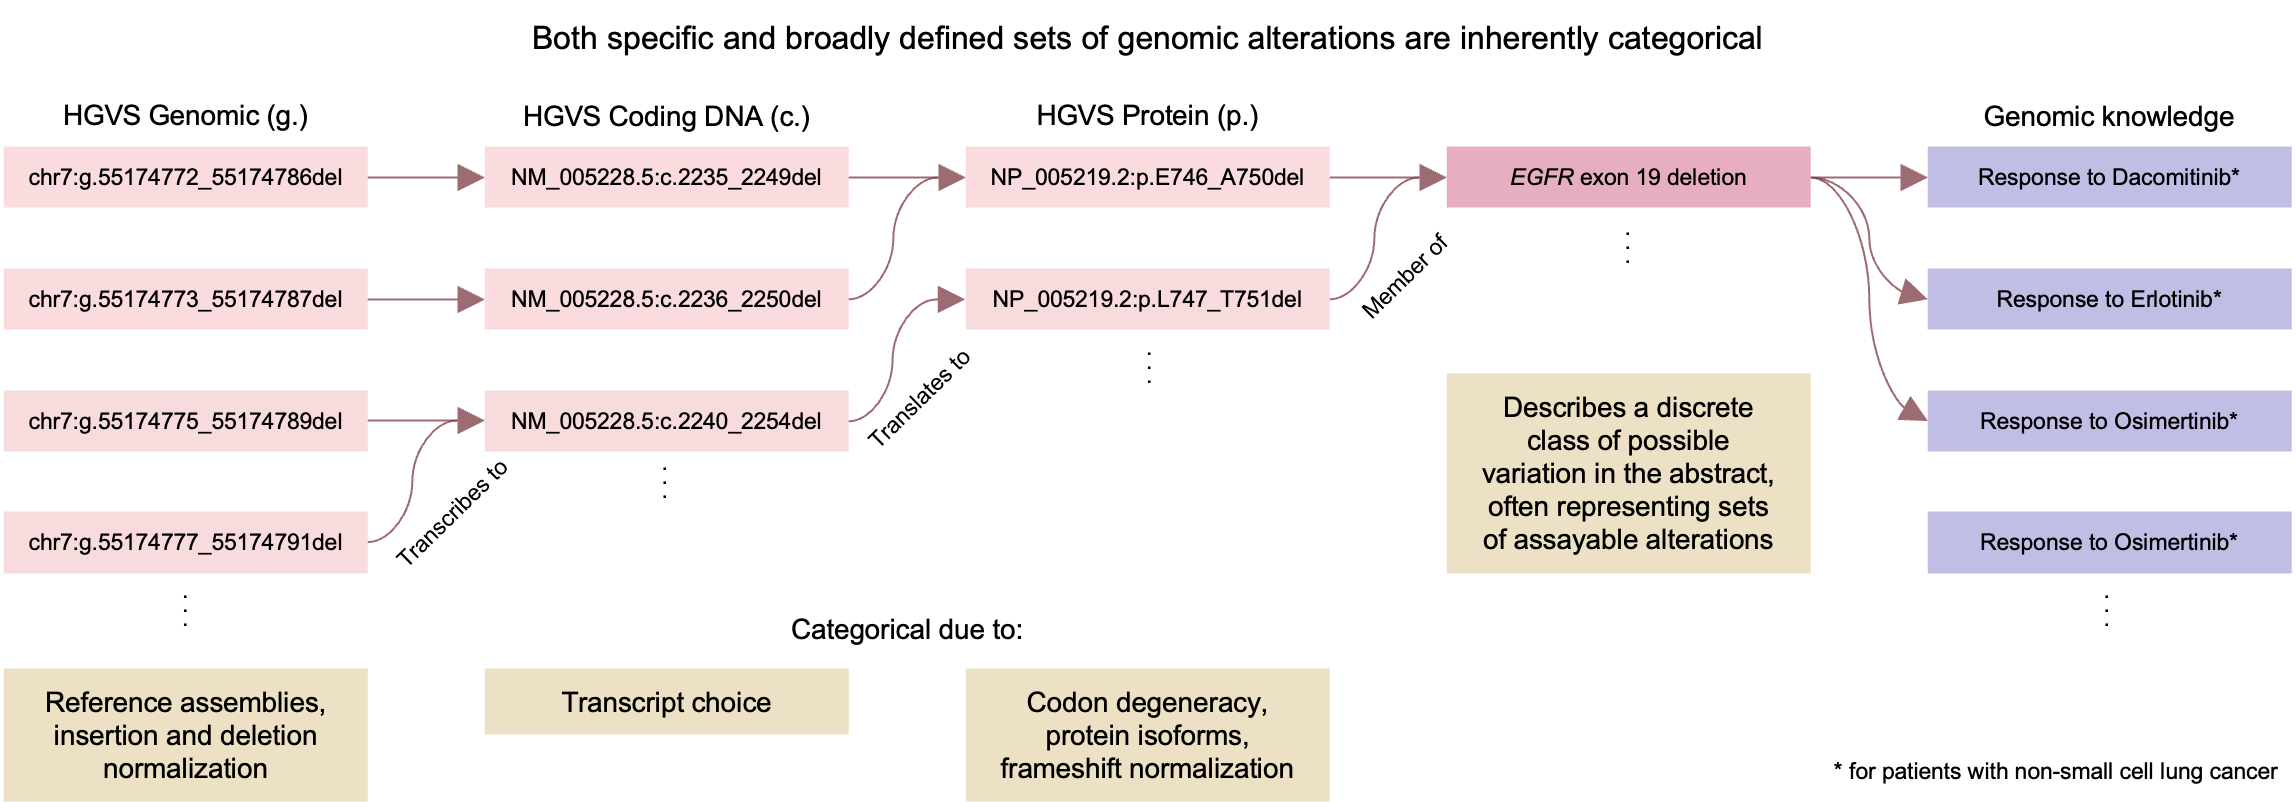 Both specific and broadly defined sets of genomic alterations are inherently categorical
HGVS Genomic (g.)
HGVS Coding DNA (c.)
HGVS Protein (p.)
Genomic knowledge
chr7:g.55174772_55174786del
NM_005228.5:c.2235_2249del
NP_005219.2:p.E746_A750del
EGFR exon 19 deletion
Response to Dacomitinib*
chr7:g.55174773_55174787del
NM_005228.5:c.2236_2250del
NP_005219.2:p.L747_T751del
Member of
Response to Erlotinib*
chr7:g.55174775_55174789del
NM_005228.5:c.2240_2254del
Translates to
Describes a discrete
class of possible
variation in the abstract,
often representing sets
of assayable alterations
Response to Osimertinib*
chr7:g.55174777_55174791del
Transcribes to
Response to Osimertinib*
Categorical due to:
Reference assemblies,
insertion and deletion
normalization
Transcript choice
Codon degeneracy,
protein isoforms,
frameshift normalization
* for patients with non-small cell lung cancer